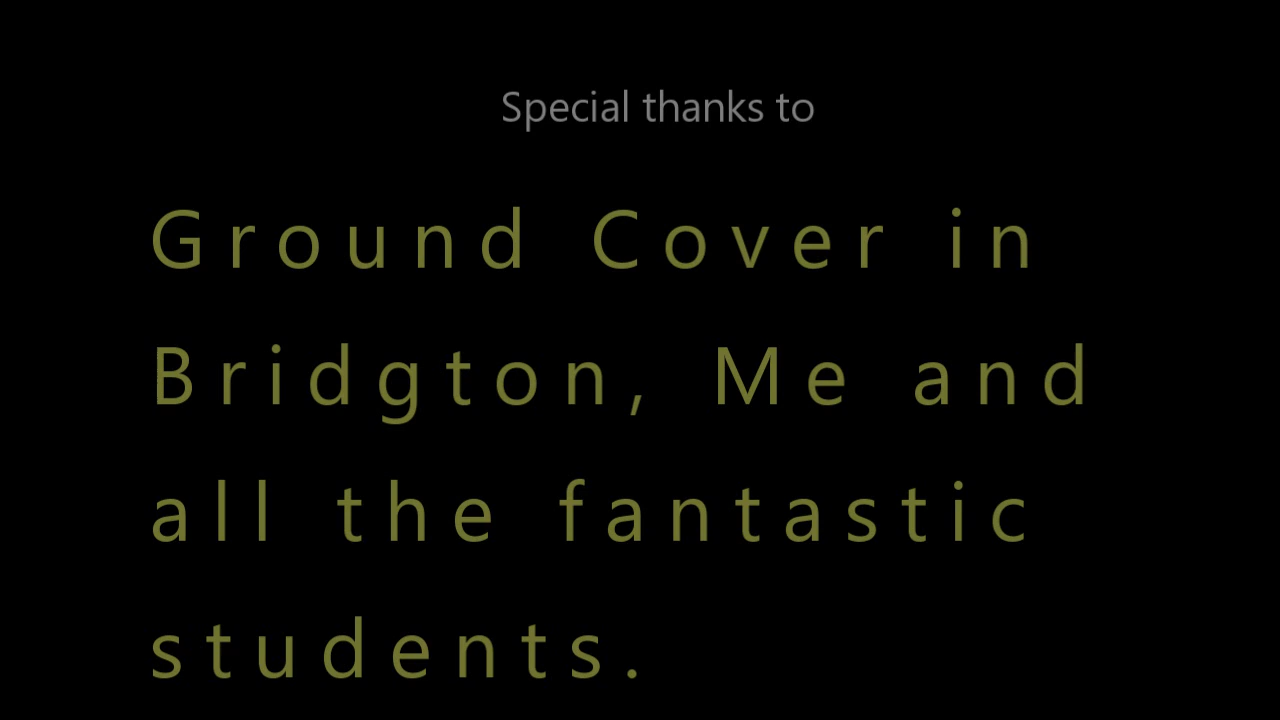 Special thanks to
Ground Cover in
Bridgton, Me and
all the fantastic
students.